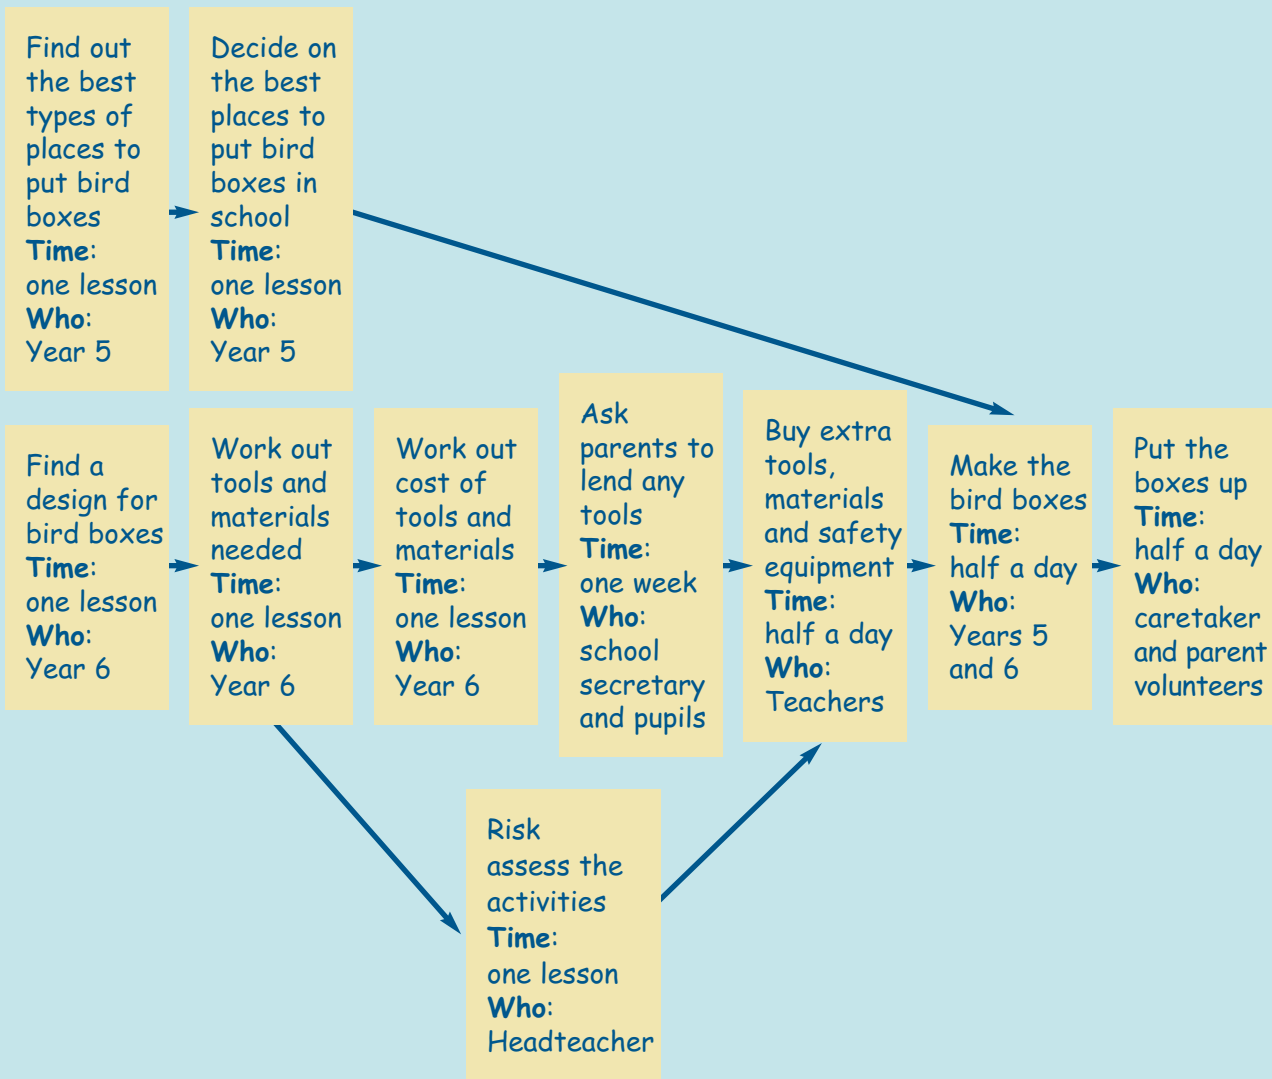 Find out
the best
types of
places to
put bird
boxes
Time:
one lesson
Who:
Year 5
Decide on
the best
places to
put bird
boxes in
school
Time:
one lesson
Who:
Year 5
Find a
design for
bird boxes
Time:
one lesson
Who:
Year 6
Work out
tools and
materials
needed
Time:
one lesson
Who:
Year 6
Work out
cost of
tools and
materials
Time:
one lesson
Who:
Year 6
Ask
parents to
lend any
tools
Time:
one week
Who:
school
secretary
and pupils
Buy extra
tools,
materials
and safety
equipment
Time:
half a day
Who:
Teachers
Make the
bird boxes
Time:
half a day
Who:
Years 5
and 6
Put the
boxes up
Time:
half a day
Who:
caretaker
and parent
volunteers
Risk
assess the
activities
Time:
one lesson
Who:
Headteacher